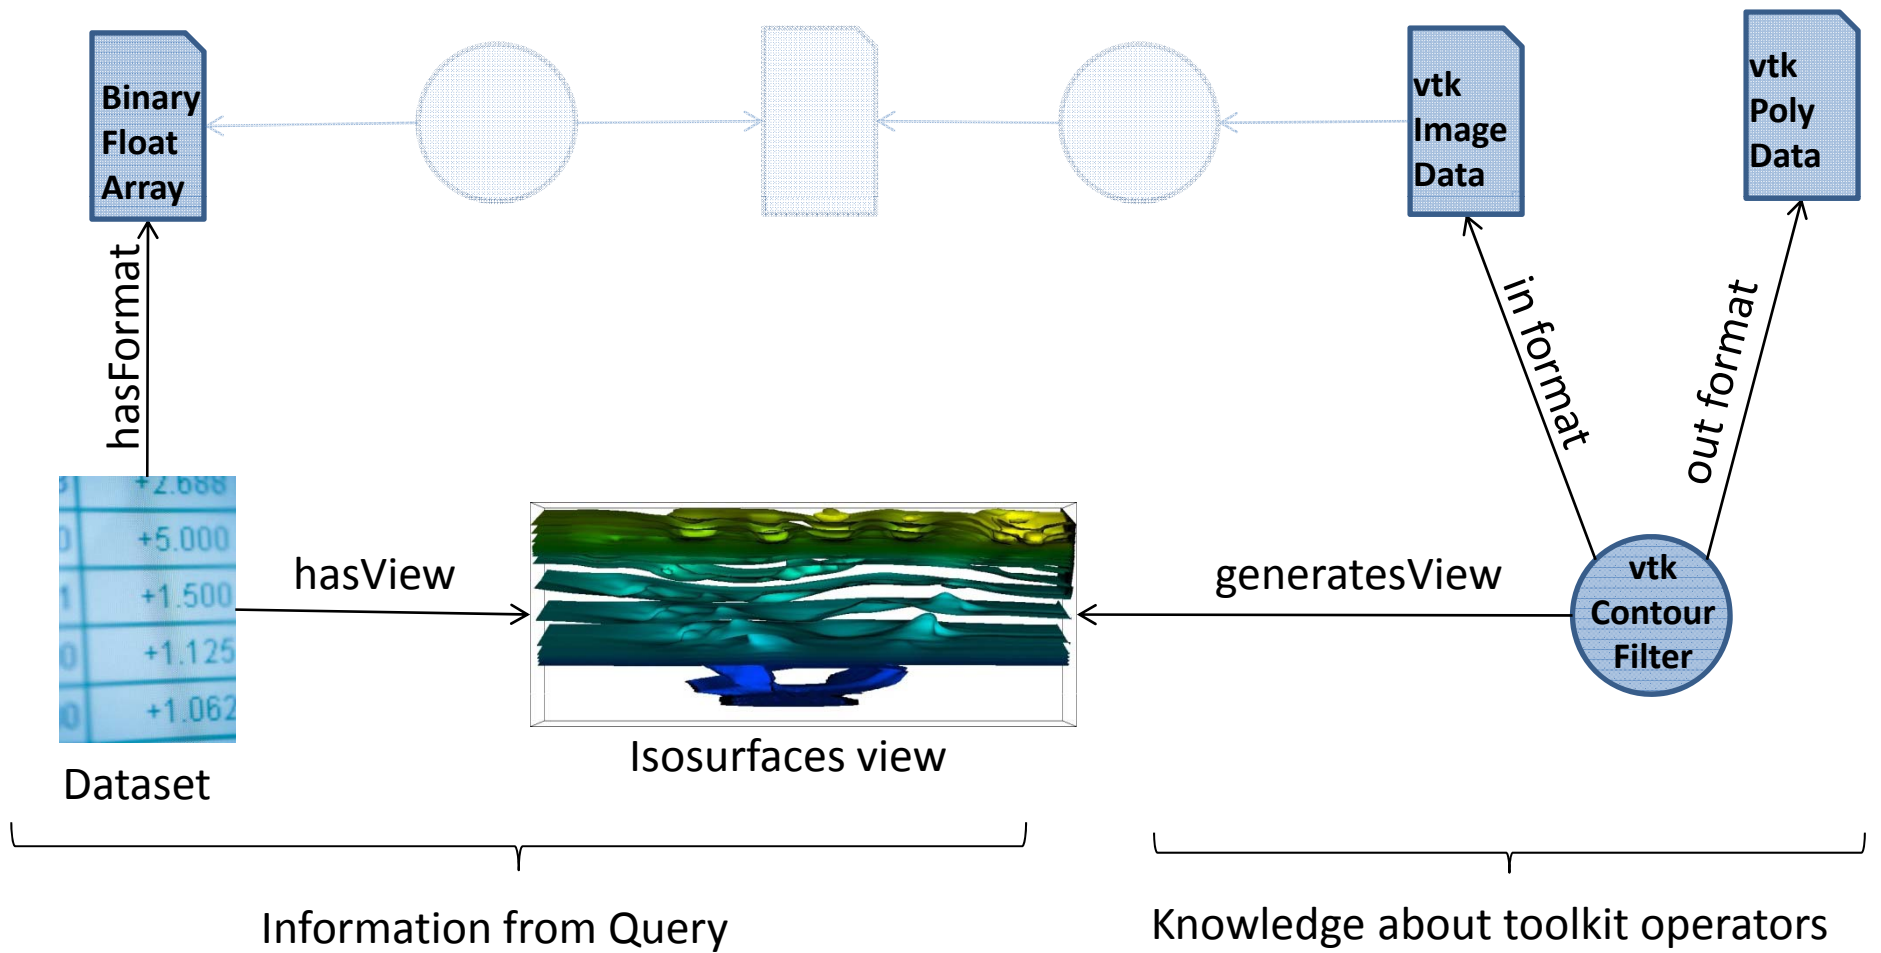 Binary
Float
Array
vtk
Image
Data
vtk
Poly
Data
hasFormat
in format
out format
+2.688
+5.000
+1.500
+1.125
+1.062
hasView
generatesView
vtk
Contour
Filter
Isosurfaces view
Dataset
Information from Query
Knowledge about toolkit operators